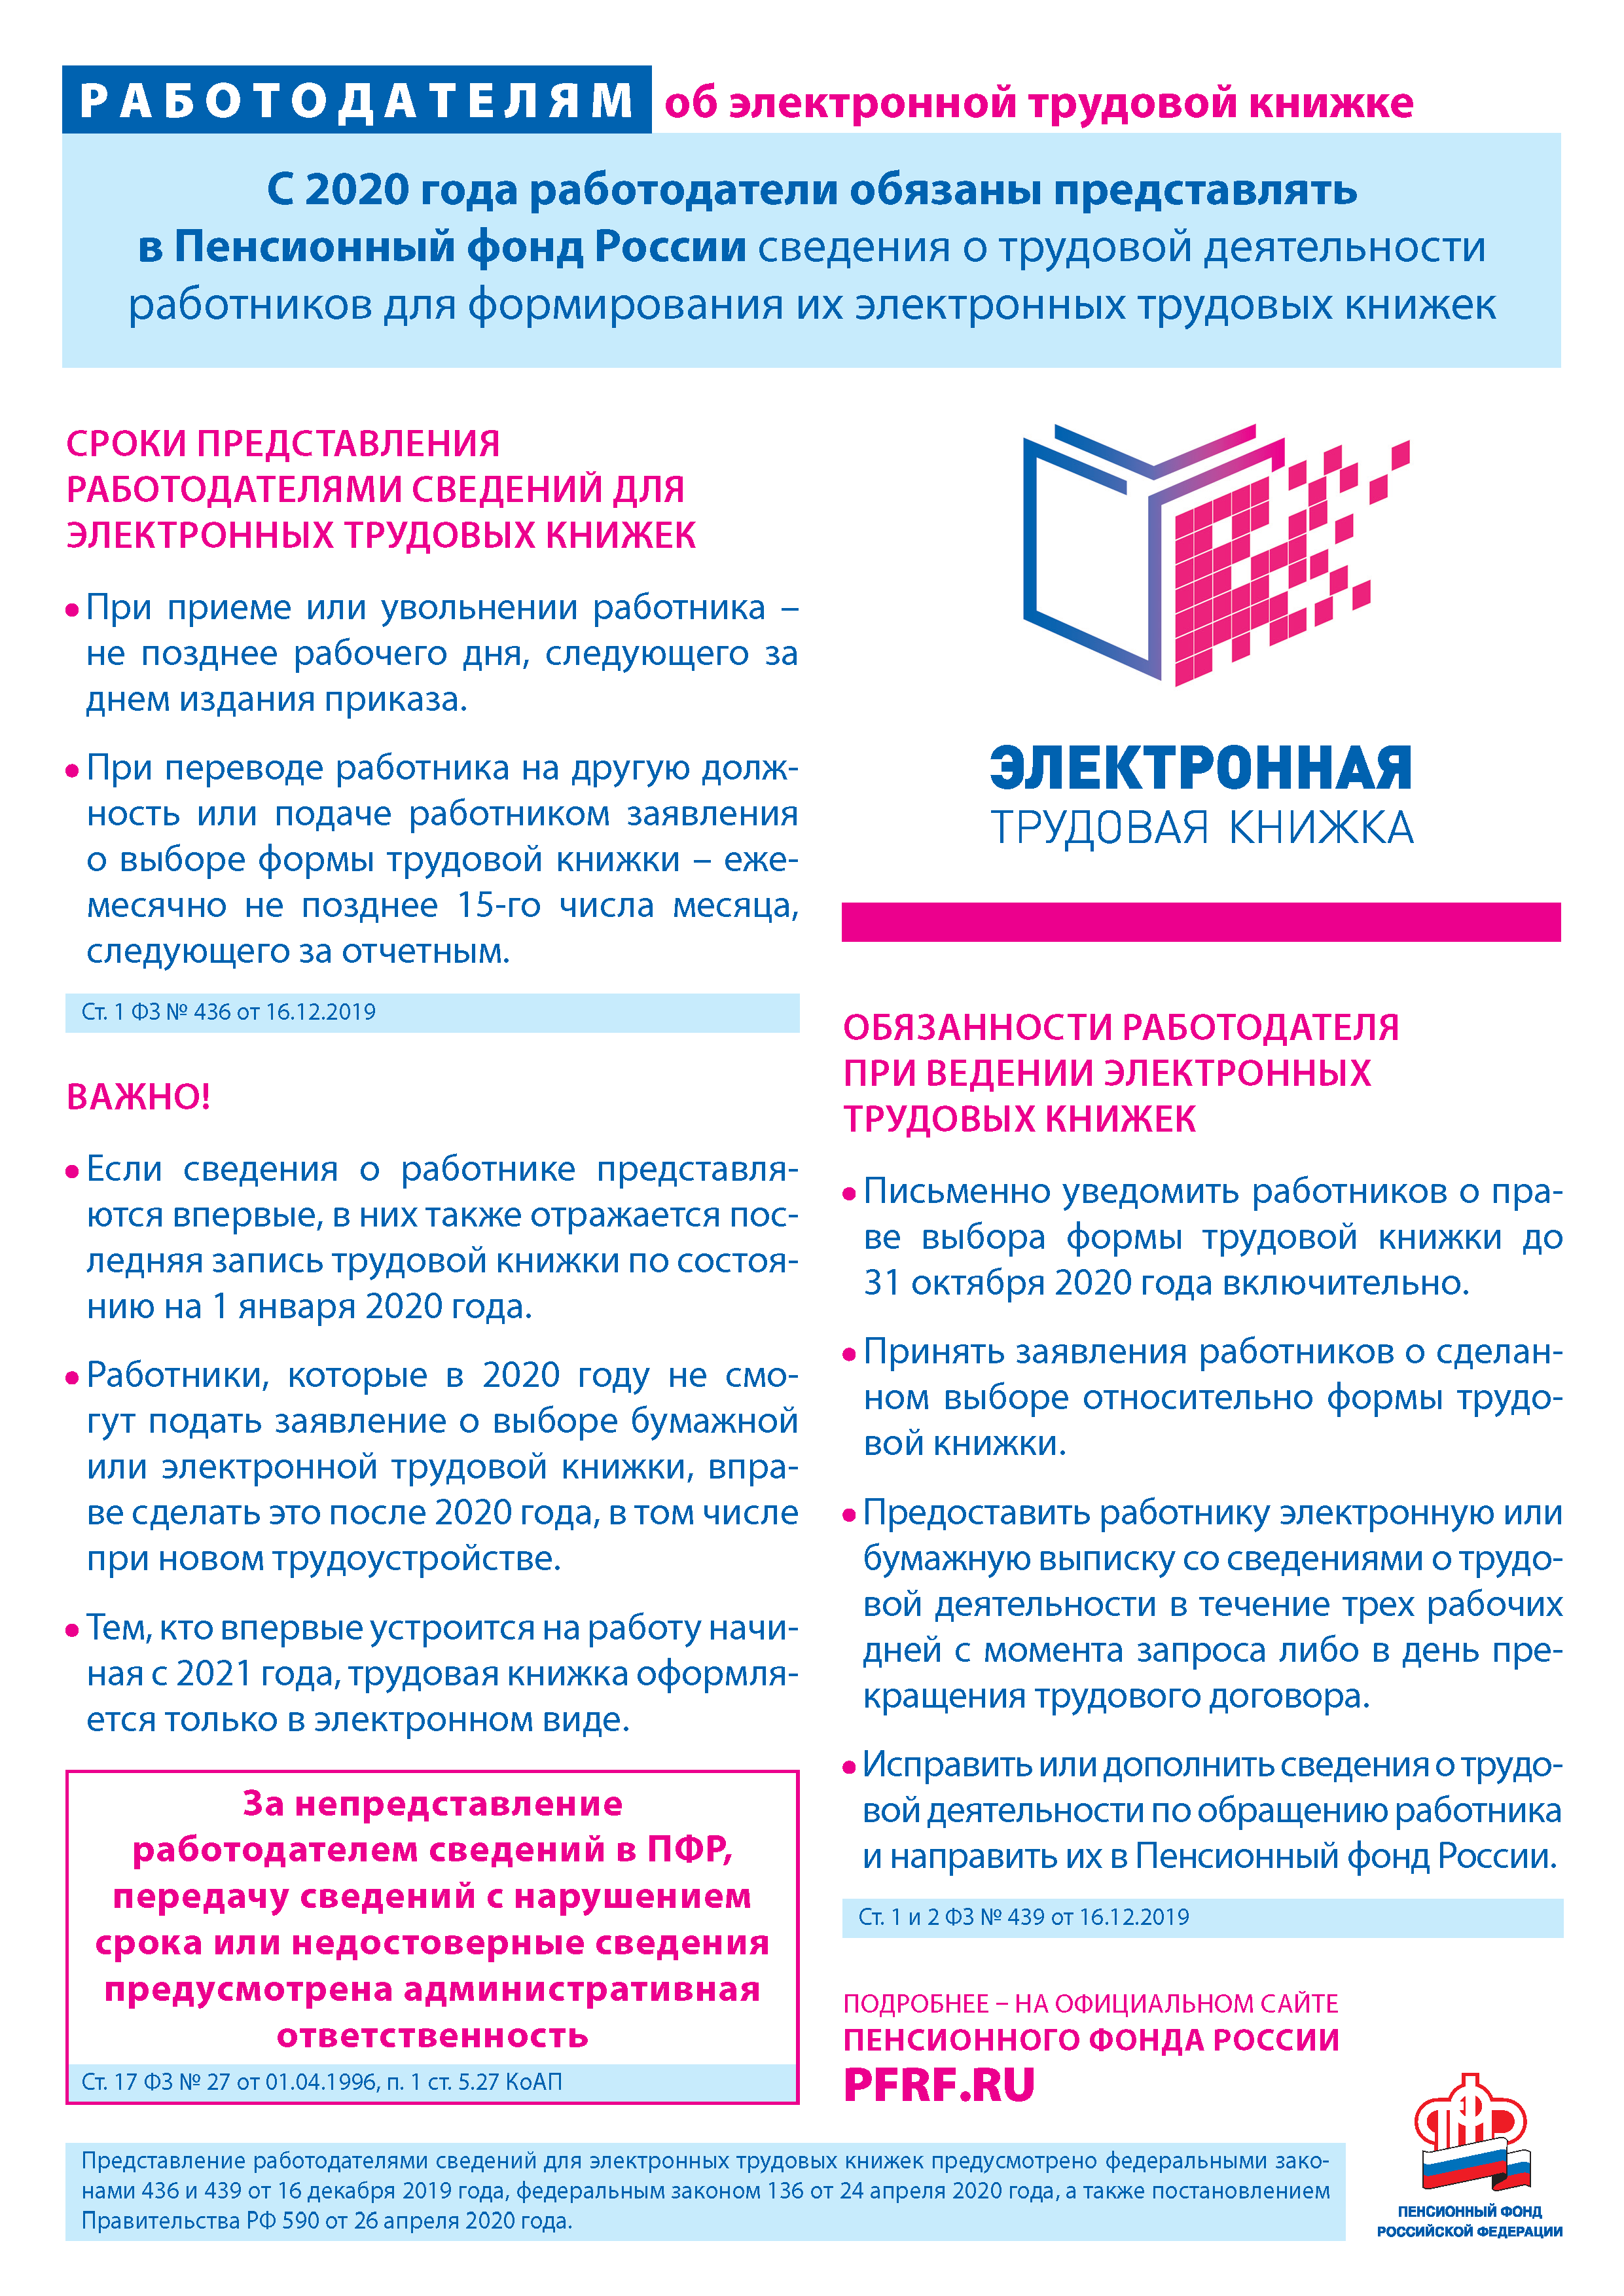 РАБОТОДАТЕЛЯМ об электронной трудовой книжке
С 2020 года работодатели обязаны представлять
в Пенсионный фонд России сведения о трудовой деятельности
работников для формирования их электронных трудовых книжек
СРОКИ ПРЕДСТАВЛЕНИЯ
РАБОТОДАТЕЛЯМИ СВЕДЕНИЙ ДЛЯ
ЭЛЕКТРОННЫХ ТРУДОВЫХ КНИЖЕК
• При приеме или увольнении работника –
не позднее рабочего дня, следующего за
днем издания приказа.
• При переводе работника на другую долж-
ность или подаче работником заявления
о выборе формы трудовой книжки – еже-
месячно не позднее 15-го числа месяца,
следующего за отчетным.
Ст. 1 ФЗ № 436 от 16.12.2019
ВАЖНО!
• Если сведения о работнике представля-
ются впервые, в них также отражается пос-
ледняя запись трудовой книжки по состоя-
нию на 1 января 2020 года.
• Работники, которые в 2020 году не смо-
гут подать заявление о выборе бумажной
или электронной трудовой книжки, впра-
ве сделать это после 2020 года, в том числе
при новом трудоустройстве.
• Тем, кто впервые устроится на работу начи-
ная с 2021 года, трудовая книжка оформля-
ется только в электронном виде.
За непредставление
работодателем сведений в ПФР,
передачу сведений с нарушением
срока или недостоверные сведения
предусмотрена административная
ответственность
Ст. 17 ФЗ № 27 от 01.04.1996, п. 1 ст. 5.27 КоАП
ЭЛЕКТРОННАЯ
ТРУДОВАЯ КНИЖКА
ОБЯЗАННОСТИ РАБОТОДАТЕЛЯ
ПРИ ВЕДЕНИИ ЭЛЕКТРОННЫХ
ТРУДОВЫХ КНИЖЕК
• Письменно уведомить работников о пра-
ве выбора формы трудовой книжки до
31 октября 2020 года включительно.
• Принять заявления работников о сделан-
ном выборе относительно формы трудо-
вой книжки.
• Предоставить работнику электронную или
бумажную выписку со сведениями о трудо-
вой деятельности в течение трех рабочих
дней с момента запроса либо в день пре-
кращения трудового договора.
• Исправить или дополнить сведения о трудо-
вой деятельности по обращению работника
и направить их в Пенсионный фонд России.
Ст. 1 и 2 ФЗ № 439 от 16.12.2019
ПОДРОБНЕЕ – НА ОФИЦИАЛЬНОМ САЙТЕ
ПЕНСИОННОГО ФОНДА РОССИИ
PFRF.RU
Представление работодателями сведений для электронных трудовых книжек предусмотрено федеральными зако-
нами 436 и 439 от 16 декабря 2019 года, федеральным законом 136 от 24 апреля 2020 года, а также постановлением
Правительства РФ 590 от 26 апреля 2020 года.
ПФР
ПЕНСИОННЫЙ ФОНД
РОССИЙСКОЙ ФЕДЕРАЦИИ